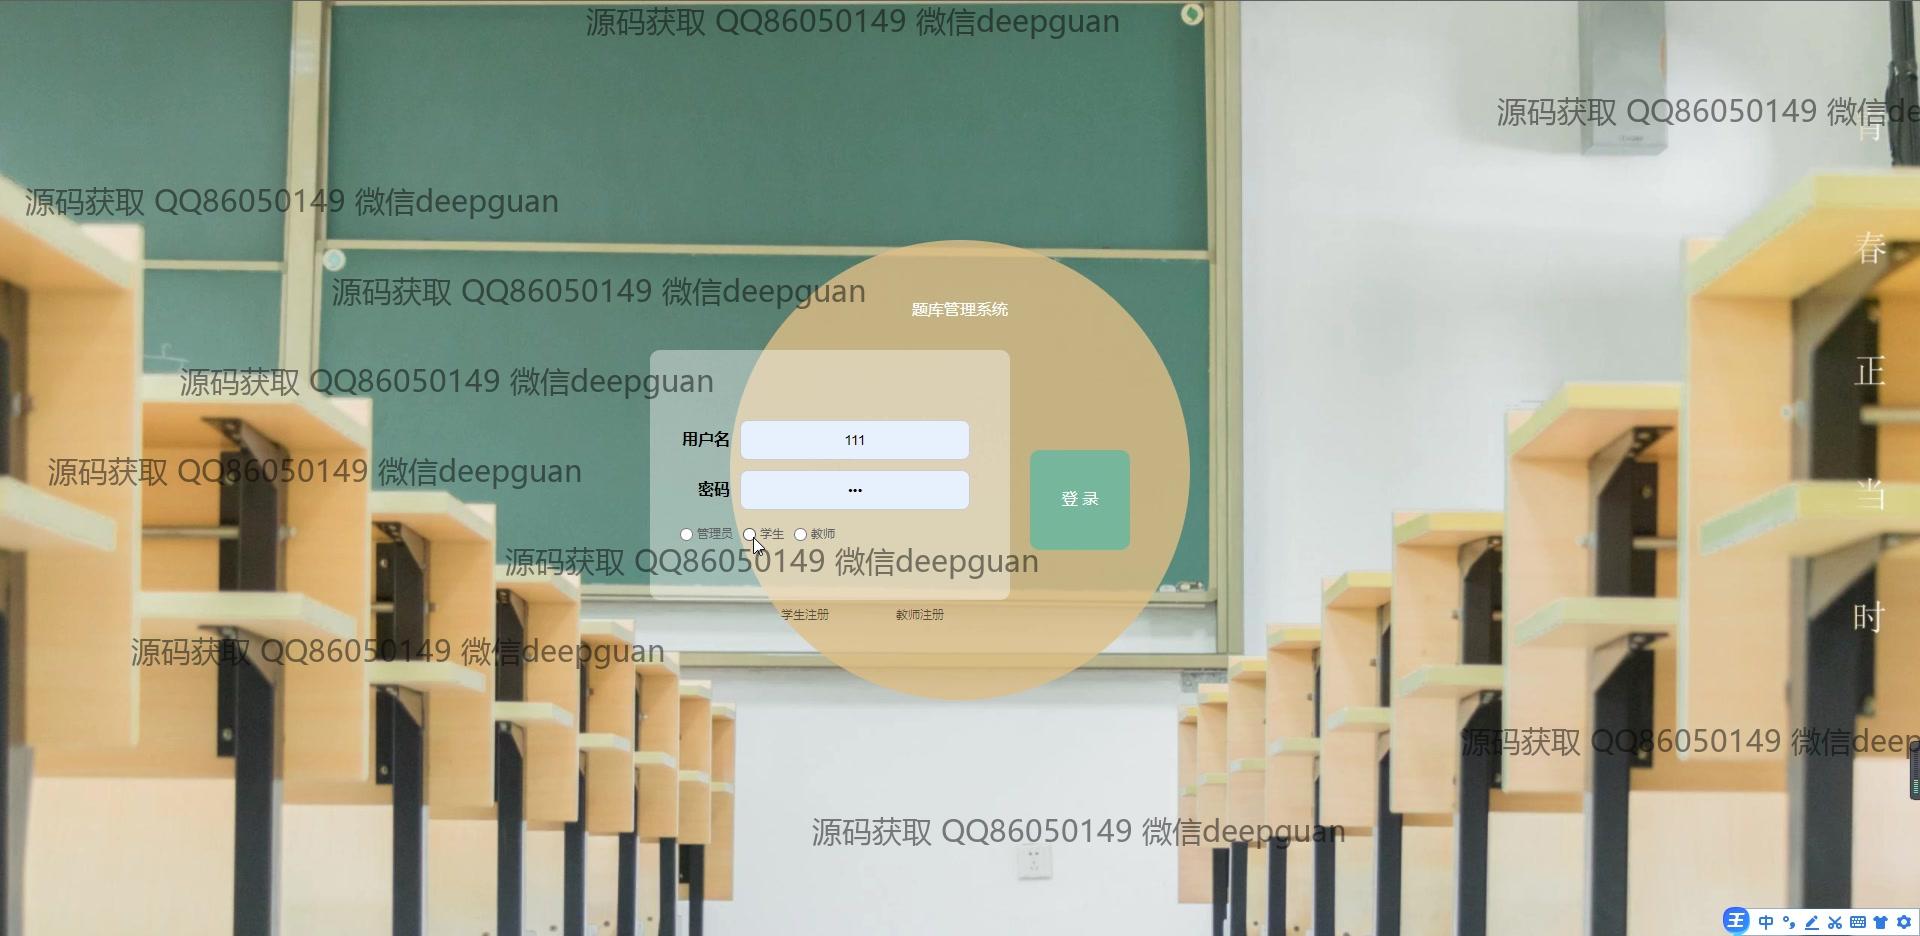 源码获取 QQ86050149 微信deepguan
源码获取 QQ86050149 微信de
源码获取 QQ86050149 微信deepguan
源码获取 QQ86050149 微信deepguan
题库管理系统
源码获取 QQ86050149 微信deepguan
用户名 111
源码获取 QQ86050149 微信deepguan
密码 •••
登 录
管理员 学生 教师
源码获取 QQ86050149 微信deepguan
学生注册 教师注册
源码获取 QQ86050149 微信deepguan
源码获取 QQ86050149 微信deep
源码获取 QQ86050149 微信deepguan
青
春
正
当
时
王 中